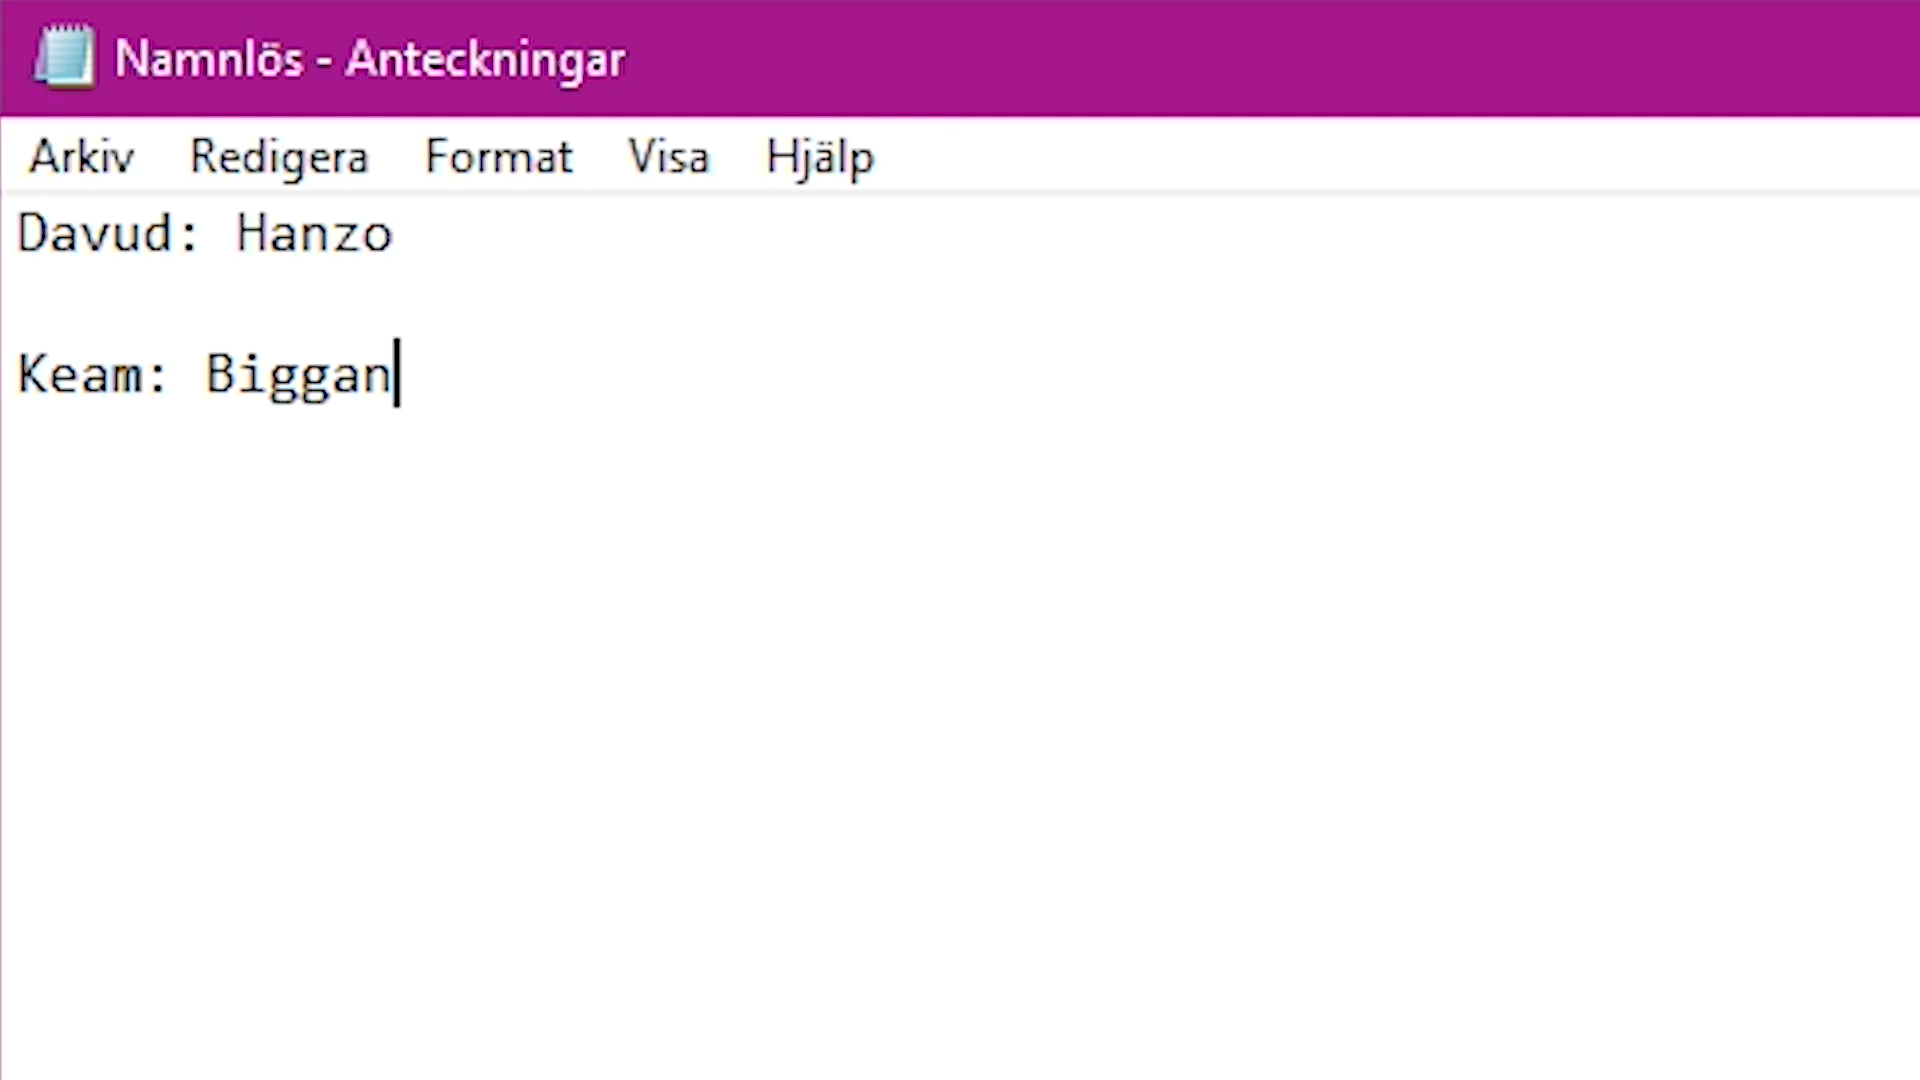 Namnlös - Anteckningar
Arkiv Redigera Format Visa Hjälp
Davud: Hanzo
Keam: Biggan